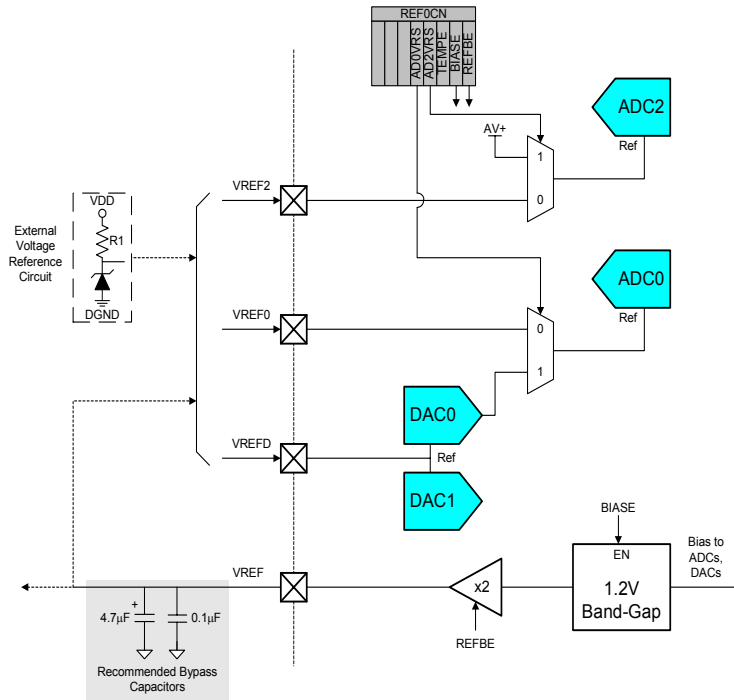 REF0CN
AD0VRS
AD2VRS
TEMPE
BIASE
REFBE
ADC2
AV+
Ref
1
0
VREF2
VDD
External
Voltage
Reference
Circuit
R1
DGND
ADC0
Ref
VREF0
0
1
DAC0
VREFD
Ref
DAC1
BIASE
Bias to
ADCs,
DACs
EN
VREF
x2
1.2V
Band-Gap
+
4.7µF
0.1µF
REFBE
Recommended Bypass
Capacitors